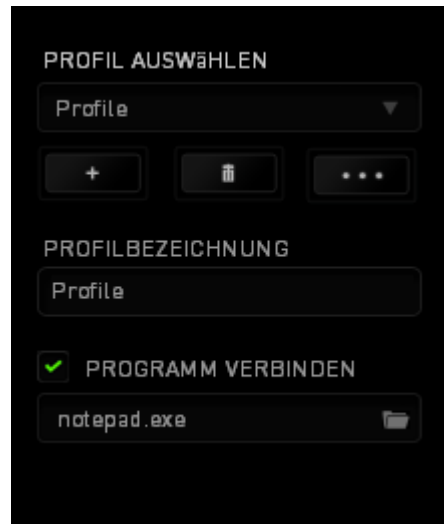 PROFIL AUSWäHLEN
Profile
PROFILBEZEICHNUNG
Profile
PROGRAMM VERBINDEN
notepad.exe